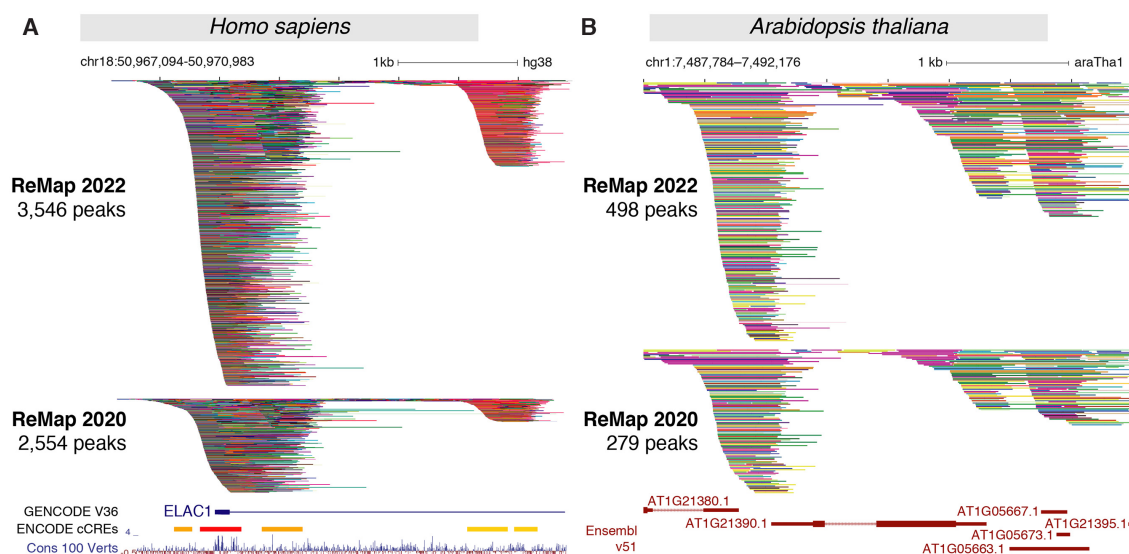 A
Homo sapiens
chr18:50,967,094-50,970,983
1kb
hg38
ReMap 2022
3,546 peaks
ReMap 2020
2,554 peaks
GENCODE V36
ELAC1
ENCODE cCREs
4 _
Cons 100 Verts
B
Arabidopsis thaliana
chr1:7,487,784–7,492,176
1 kb
araTha1
ReMap 2022
498 peaks
ReMap 2020
279 peaks
AT1G21380.1
AT1G05667.1
AT1G21390.1
AT1G21395.1
Ensembl
AT1G05673.1
v51
AT1G05663.1